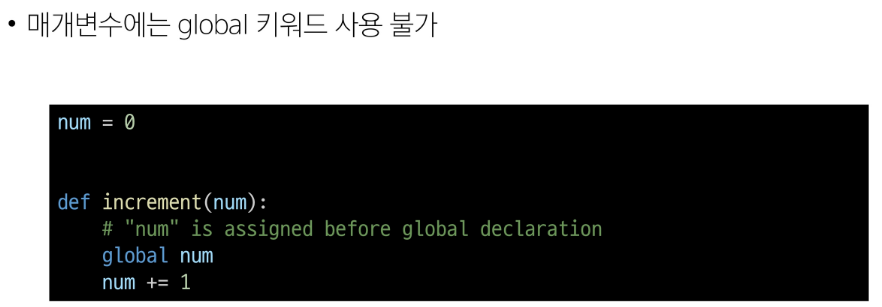 • 매개변수에는 global 키워드 사용 불가
num = 0
def increment(num):
    # "num" is assigned before global declaration
    global num
    num += 1